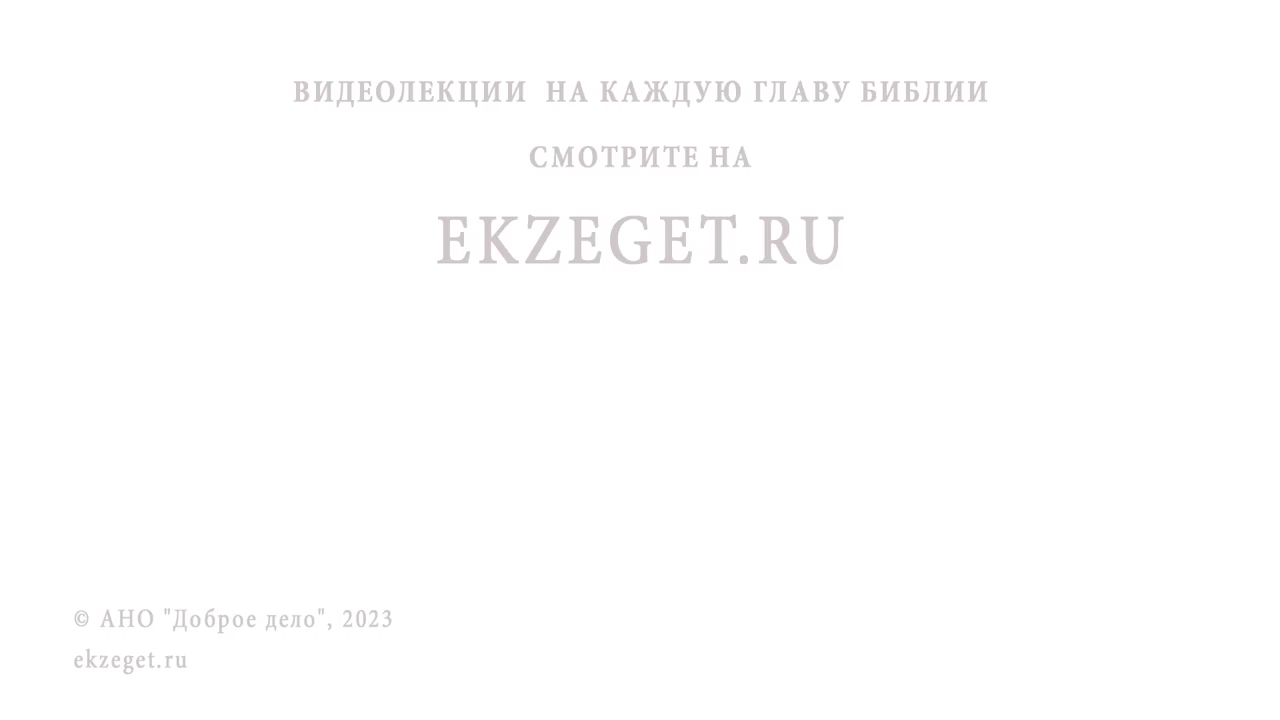 ВИДЕОЛЕКЦИИ НА КАЖДУЮ ГЛАВУ БИБЛИИ
СМОТРИТЕ НА
EKZEGET.RU
© АНО "Доброе дело", 2023
ekzeget.ru